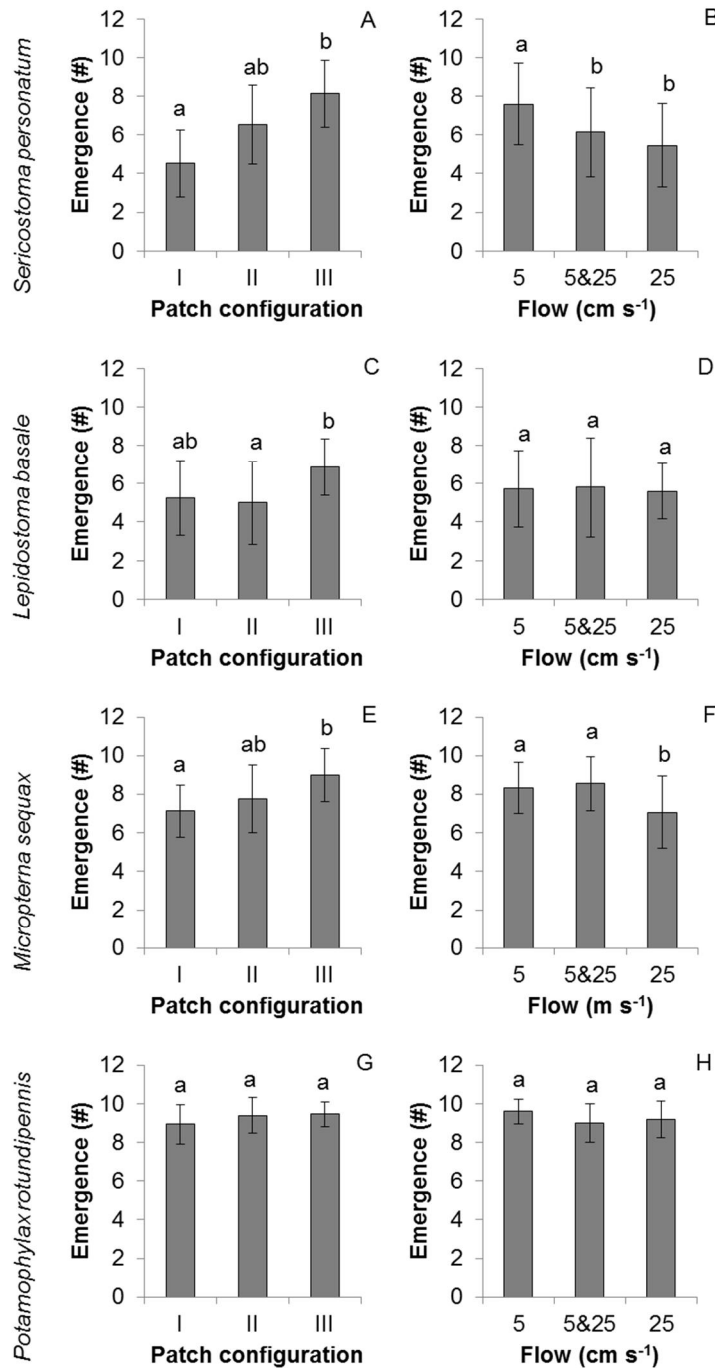 Sericostoma personatum
A
Emergence (#)
12
10
8
6
4
2
0
a
ab
b
I
II
III
Patch configuration
B
Emergence (#)
12
10
8
6
4
2
0
a
b
b
5
5&25
25
Flow (cm s⁻¹)
Lepidostoma basale
C
Emergence (#)
12
10
8
6
4
2
0
ab
a
b
I
II
III
Patch configuration
D
Emergence (#)
12
10
8
6
4
2
0
a
a
a
5
5&25
25
Flow (cm s⁻¹)
Micropterna sequax
E
Emergence (#)
12
10
8
6
4
2
0
a
ab
b
I
II
III
Patch configuration
F
Emergence (#)
12
10
8
6
4
2
0
a
a
b
5
5&25
25
Flow (m s⁻¹)
Potamophylax rotundipennis
G
Emergence (#)
12
10
8
6
4
2
0
a
a
a
I
II
III
Patch configuration
H
Emergence (#)
12
10
8
6
4
2
0
a
a
a
5
5&25
25
Flow (cm s⁻¹)